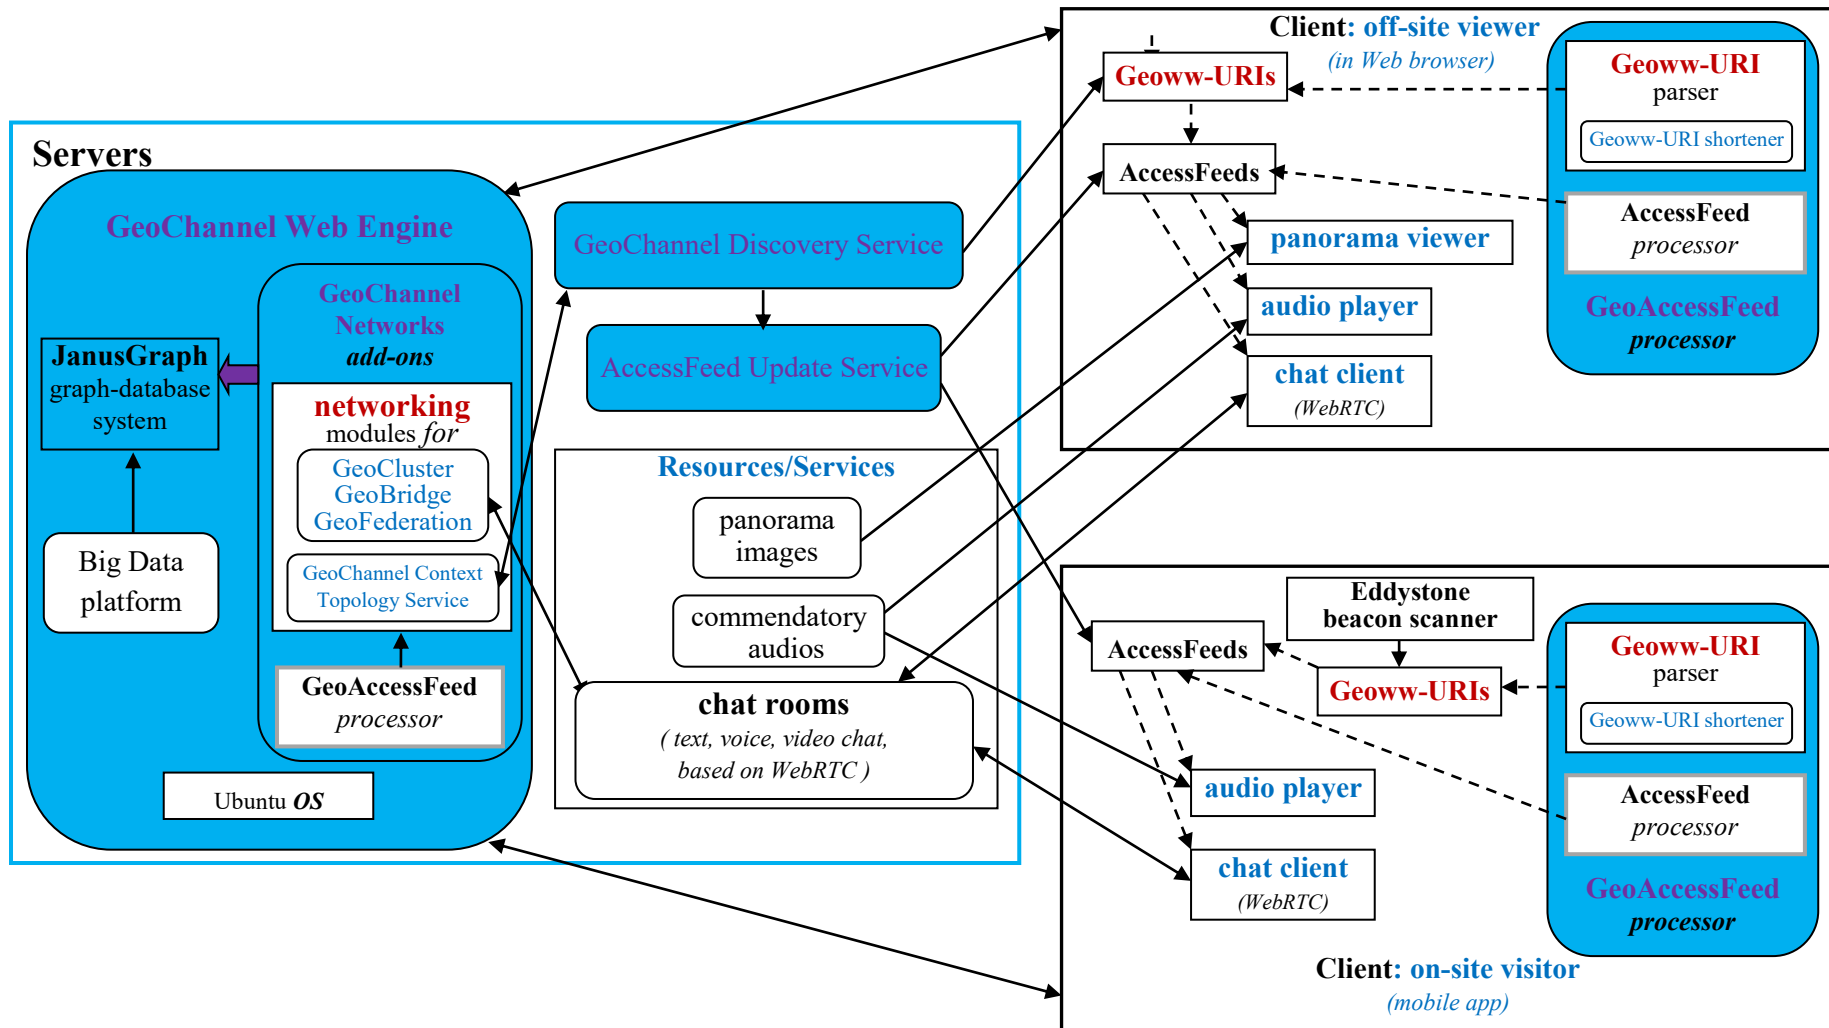 Servers
GeoChannel Web Engine
GeoChannel
Networks
add-ons
JanusGraph
graph-database
system
networking
modules for
GeoCluster
GeoBridge
GeoFederation
GeoChannel Context
Topology Service
Big Data
platform
GeoAccessFeed
processor
Ubuntu OS
GeoChannel Discovery Service
AccessFeed Update Service
Resources/Services
panorama
images
commendatory
audios
chat rooms
( text, voice, video chat,
based on WebRTC )
Client: off-site viewer
(in Web browser)
Geoww-URIs
AccessFeeds
panorama viewer
audio player
chat client
(WebRTC)
Geoww-URI
parser
Geoww-URI shortener
AccessFeed
processor
GeoAccessFeed
processor
Eddystone
beacon scanner
AccessFeeds
Geoww-URIs
audio player
chat client
(WebRTC)
Geoww-URI
parser
Geoww-URI shortener
AccessFeed
processor
GeoAccessFeed
processor
Client: on-site visitor
(mobile app)